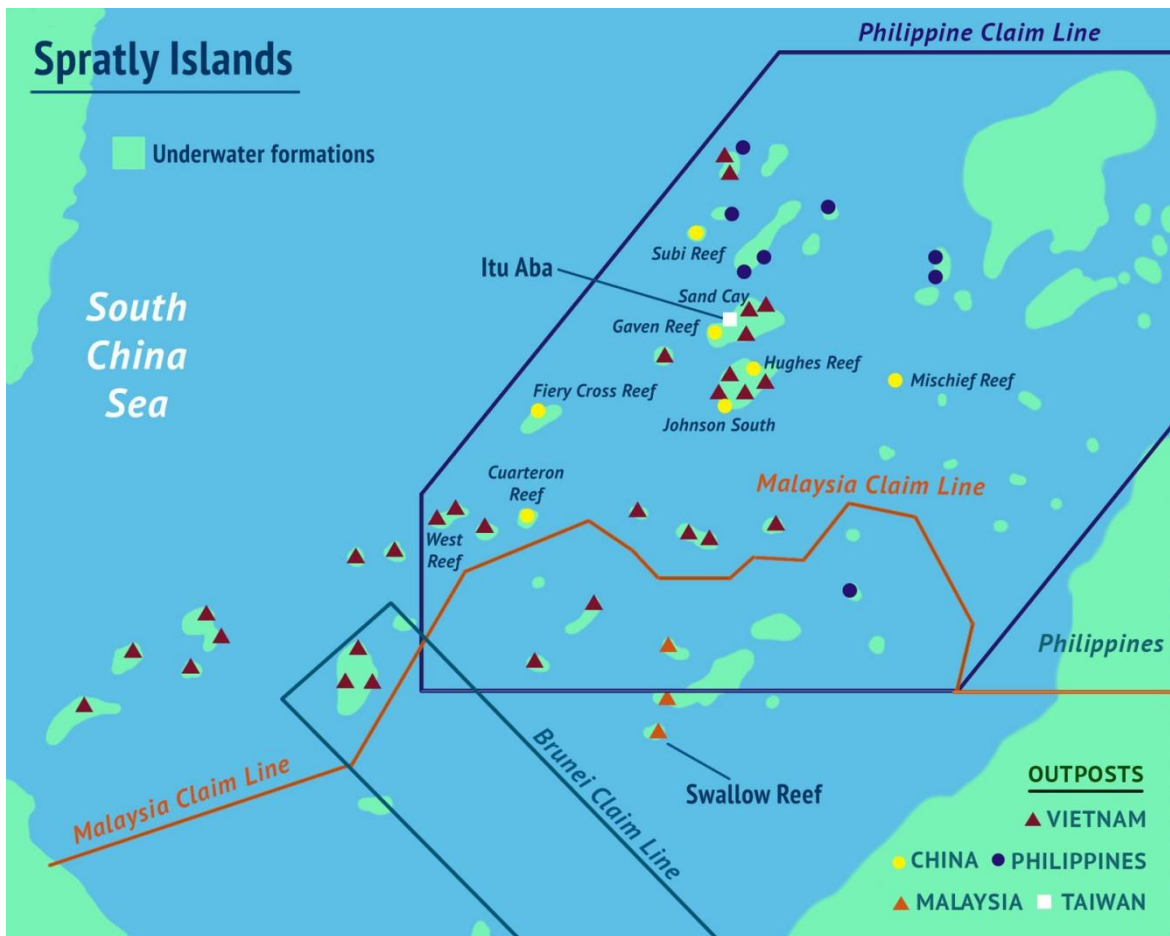 Philippine Claim Line
Spratly Islands
Underwater formations
Subi Reef
Itu Aba
Sand Cay
South
China
Sea
Gaven Reef
Hughes Reef
Mischief Reef
Fiery Cross Reef
Johnson South
Cuarteron
Reef
Malaysia Claim Line
West
Reef
Philippines
Brunei Claim Line
Malaysia Claim Line
Swallow Reef
OUTPOSTS
VIETNAM
CHINA PHILIPPINES
MALAYSIA TAIWAN